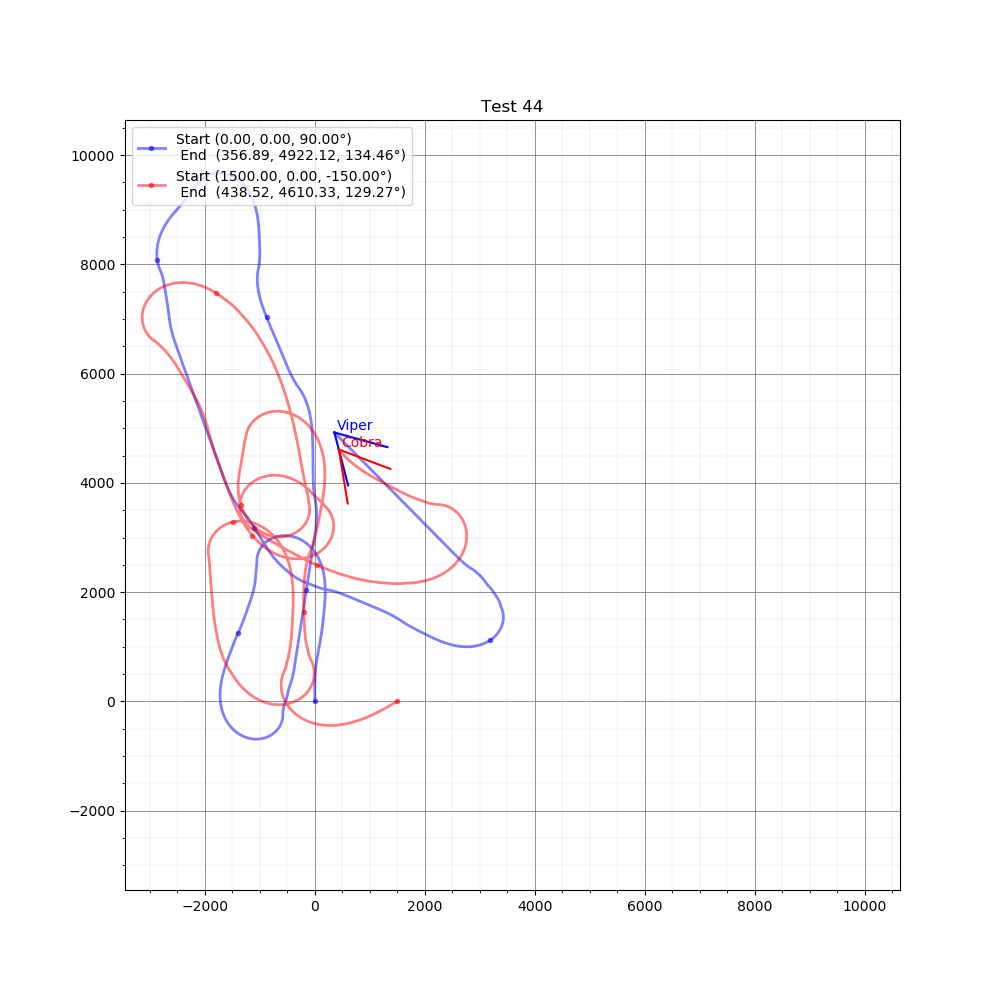 Test 44
Start (0.00, 0.00, 90.00°)
End (356.89, 4922.12, 134.46°)
Start (1500.00, 0.00, -150.00°)
End (438.52, 4610.33, 129.27°)
10000
8000
6000
4000
2000
0
−2000
Viper
Cobra
−2000
0
2000
4000
6000
8000
10000